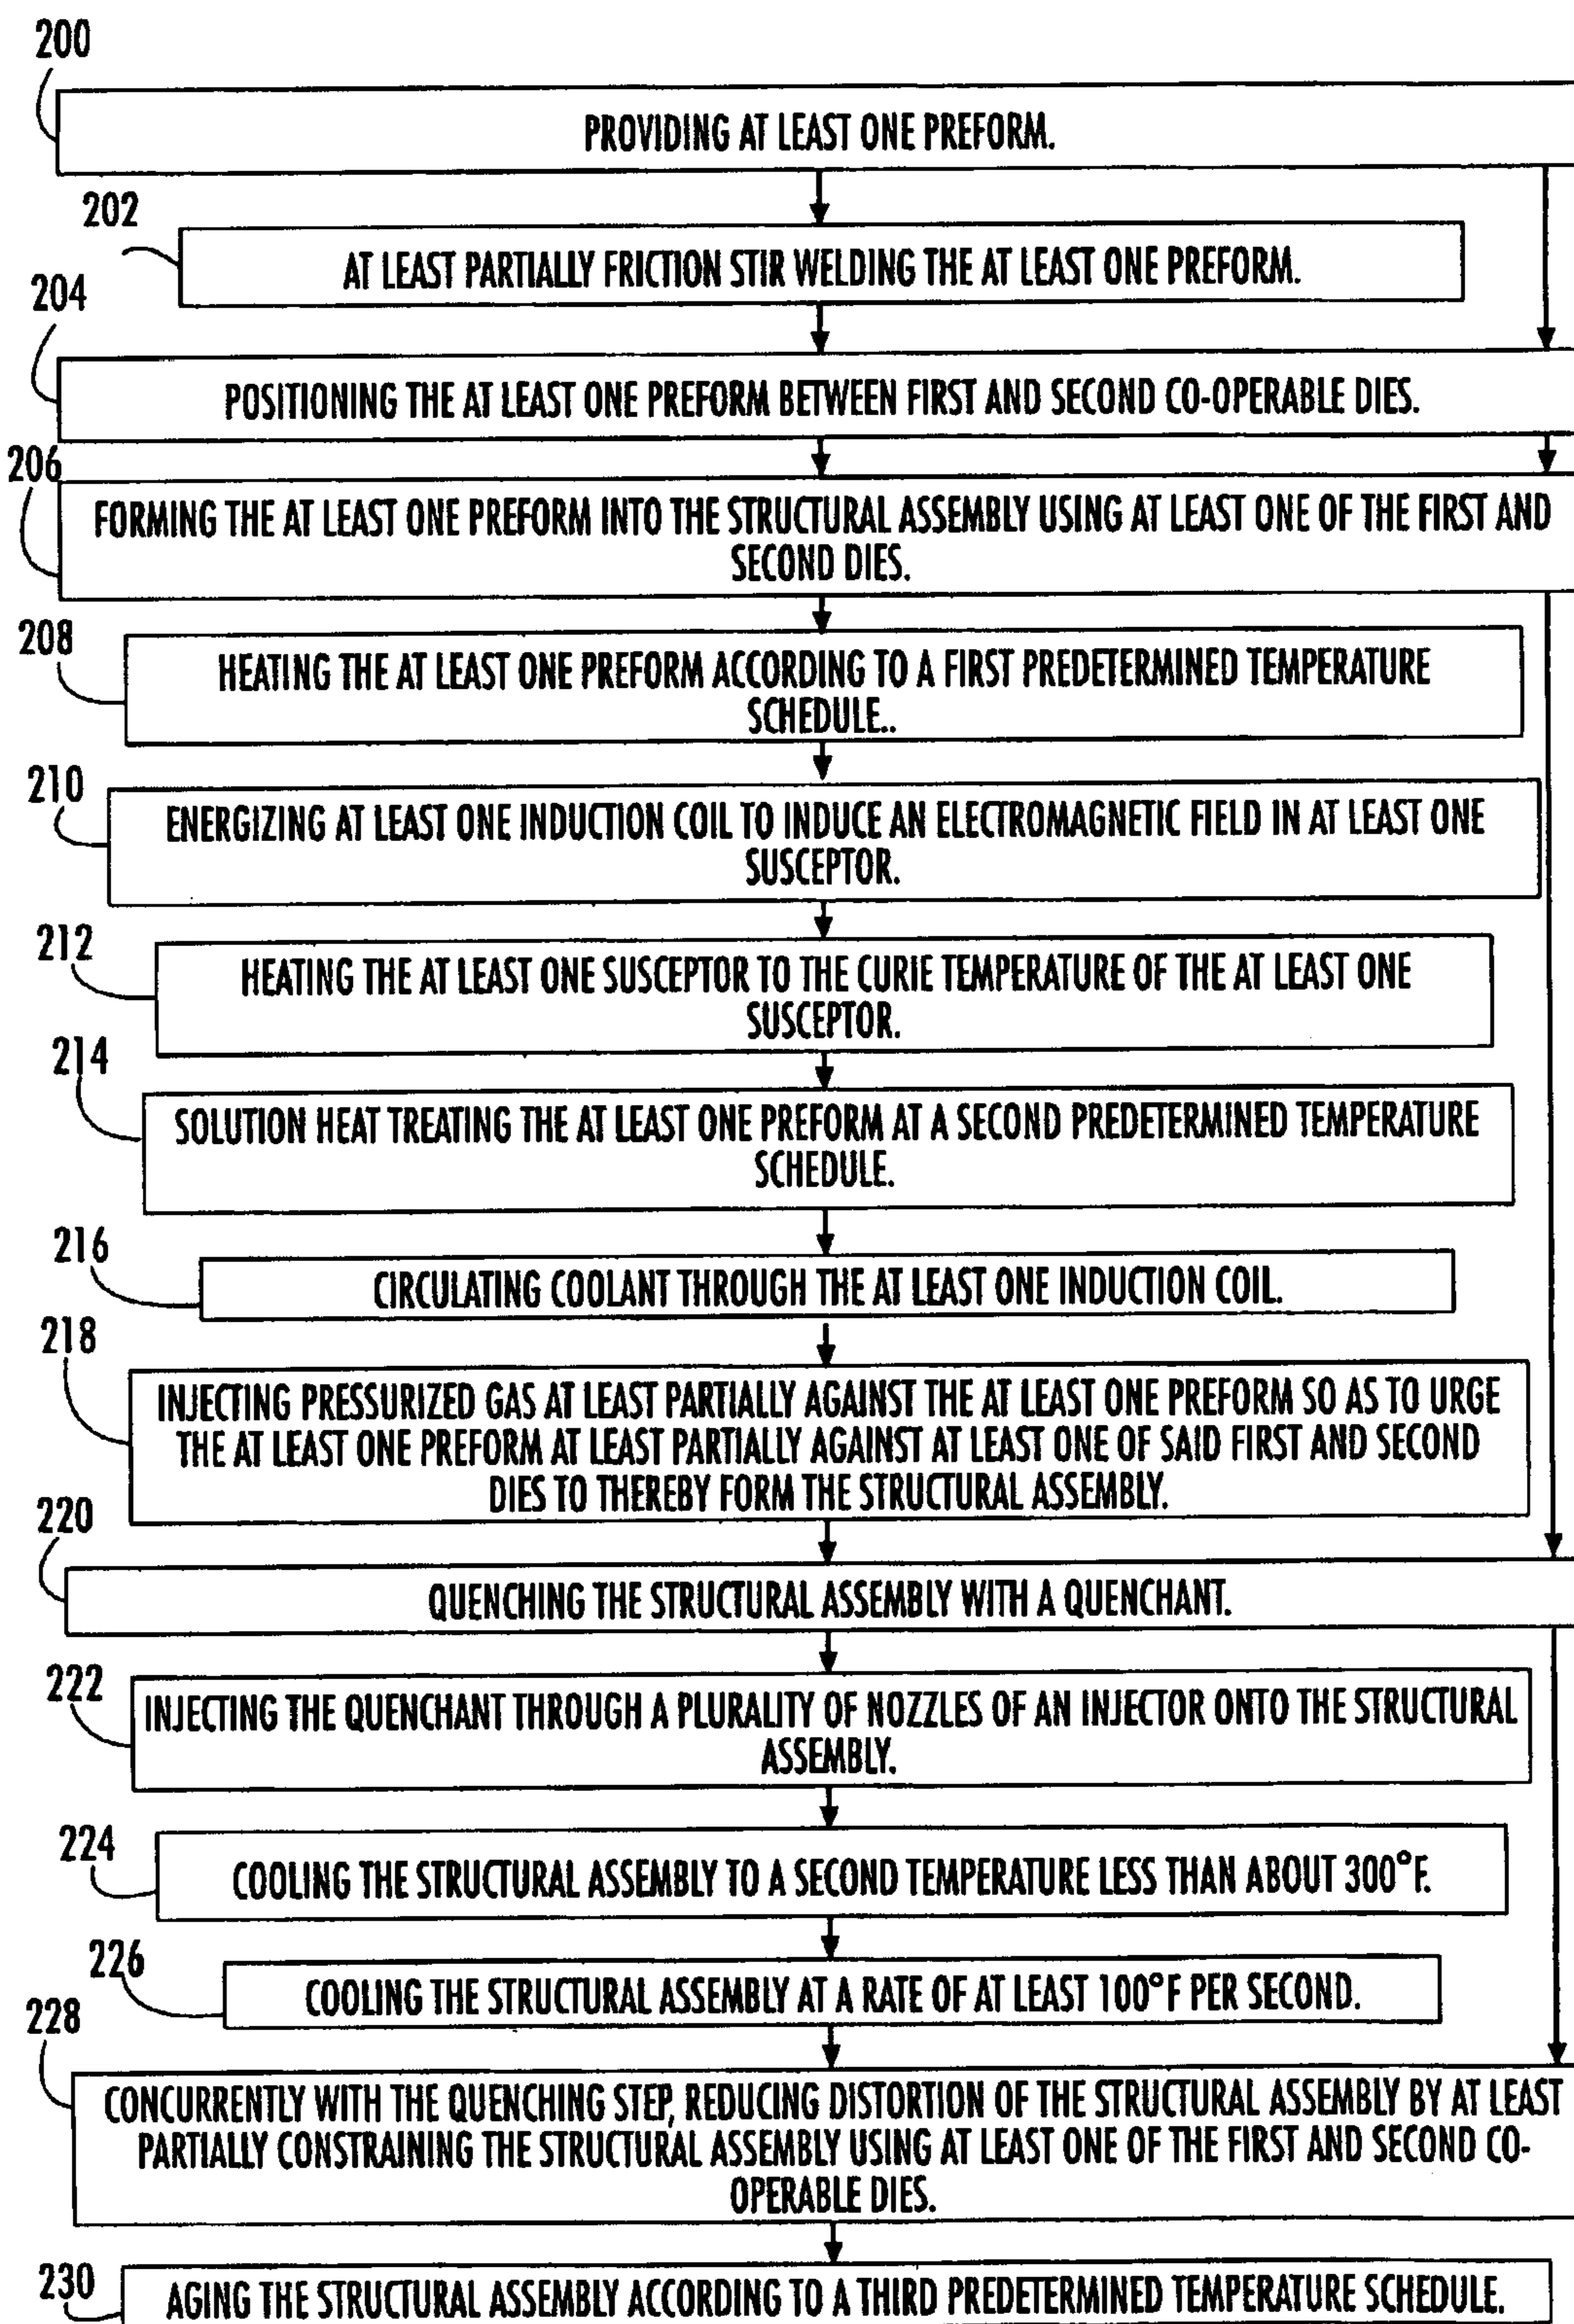 200
PROVIDING AT LEAST ONE PREFORM.
202
AT LEAST PARTIALLY FRICTION STIR WELDING THE AT LEAST ONE PREFORM.
204
POSITIONING THE AT LEAST ONE PREFORM BETWEEN FIRST AND SECOND CO-OPERABLE DIES.
206
FORMING THE AT LEAST ONE PREFORM INTO THE STRUCTURAL ASSEMBLY USING AT LEAST ONE OF THE FIRST AND
SECOND DIES.
208
HEATING THE AT LEAST ONE PREFORM ACCORDING TO A FIRST PREDETERMINED TEMPERATURE
SCHEDULE..
210
ENERGIZING AT LEAST ONE INDUCTION COIL TO INDUCE AN ELECTROMAGNETIC FIELD IN AT LEAST ONE
SUSCEPTOR.
212
HEATING THE AT LEAST ONE SUSCEPTOR TO THE CURIE TEMPERATURE OF THE AT LEAST ONE
SUSCEPTOR.
214
SOLUTION HEAT TREATING THE AT LEAST ONE PREFORM AT A SECOND PREDETERMINED TEMPERATURE
SCHEDULE.
216
CIRCULATING COOLANT THROUGH THE AT LEAST ONE INDUCTION COIL.
218
INJECTING PRESSURIZED GAS AT LEAST PARTIALLY AGAINST THE AT LEAST ONE PREFORM SO AS TO URGE
THE AT LEAST ONE PREFORM AT LEAST PARTIALLY AGAINST AT LEAST ONE OF SAID FIRST AND SECOND
DIES TO THEREBY FORM THE STRUCTURAL ASSEMBLY.
220
QUENCHING THE STRUCTURAL ASSEMBLY WITH A QUENCHANT.
222
INJECTING THE QUENCHANT THROUGH A PLURALITY OF NOZZLES OF AN INJECTOR ONTO THE STRUCTURAL
ASSEMBLY.
224
COOLING THE STRUCTURAL ASSEMBLY TO A SECOND TEMPERATURE LESS THAN ABOUT 300°F.
226
COOLING THE STRUCTURAL ASSEMBLY AT A RATE OF AT LEAST 100°F PER SECOND.
228
CONCURRENTLY WITH THE QUENCHING STEP, REDUCING DISTORTION OF THE STRUCTURAL ASSEMBLY BY AT LEAST
PARTIALLY CONSTRAINING THE STRUCTURAL ASSEMBLY USING AT LEAST ONE OF THE FIRST AND SECOND CO-
OPERABLE DIES.
230
AGING THE STRUCTURAL ASSEMBLY ACCORDING TO A THIRD PREDETERMINED TEMPERATURE SCHEDULE.